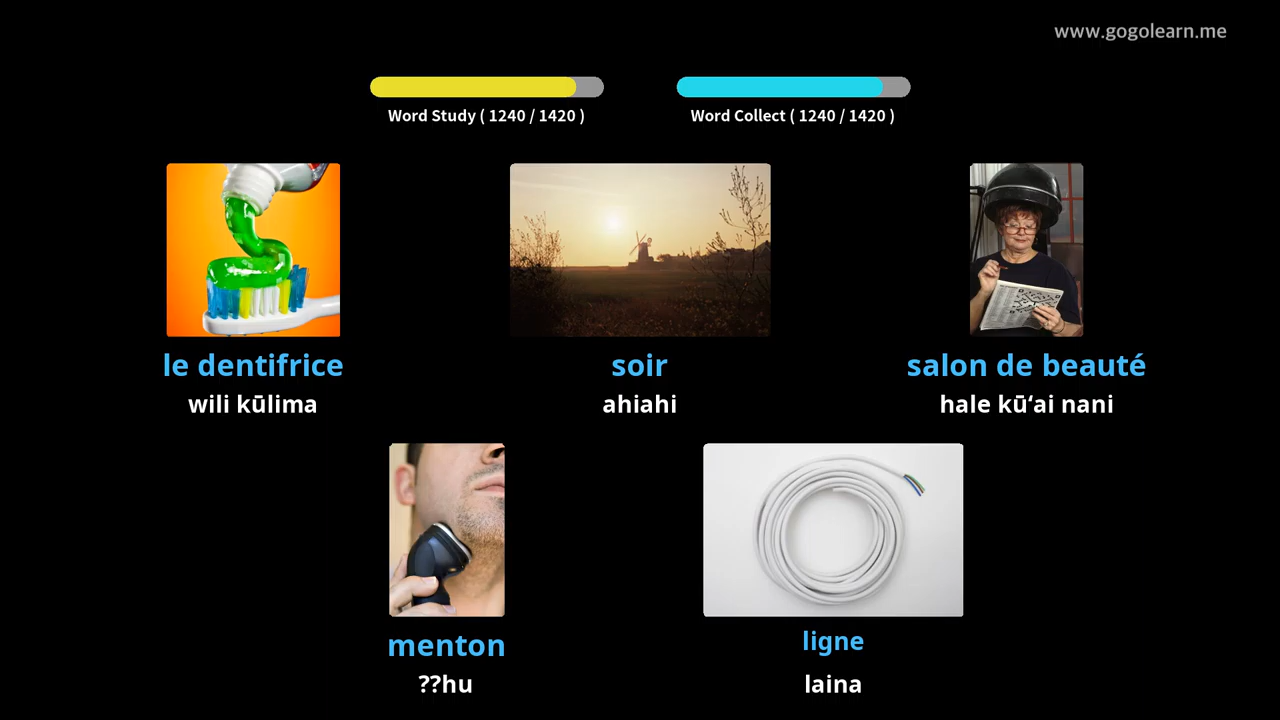 www.gogolearn.me
Word Study ( 1240 / 1420 )
Word Collect ( 1240 / 1420 )
le dentifrice
wili kūlima
soir
ahiahi
salon de beauté
hale kūʻai nani
menton
??hu
ligne
laina